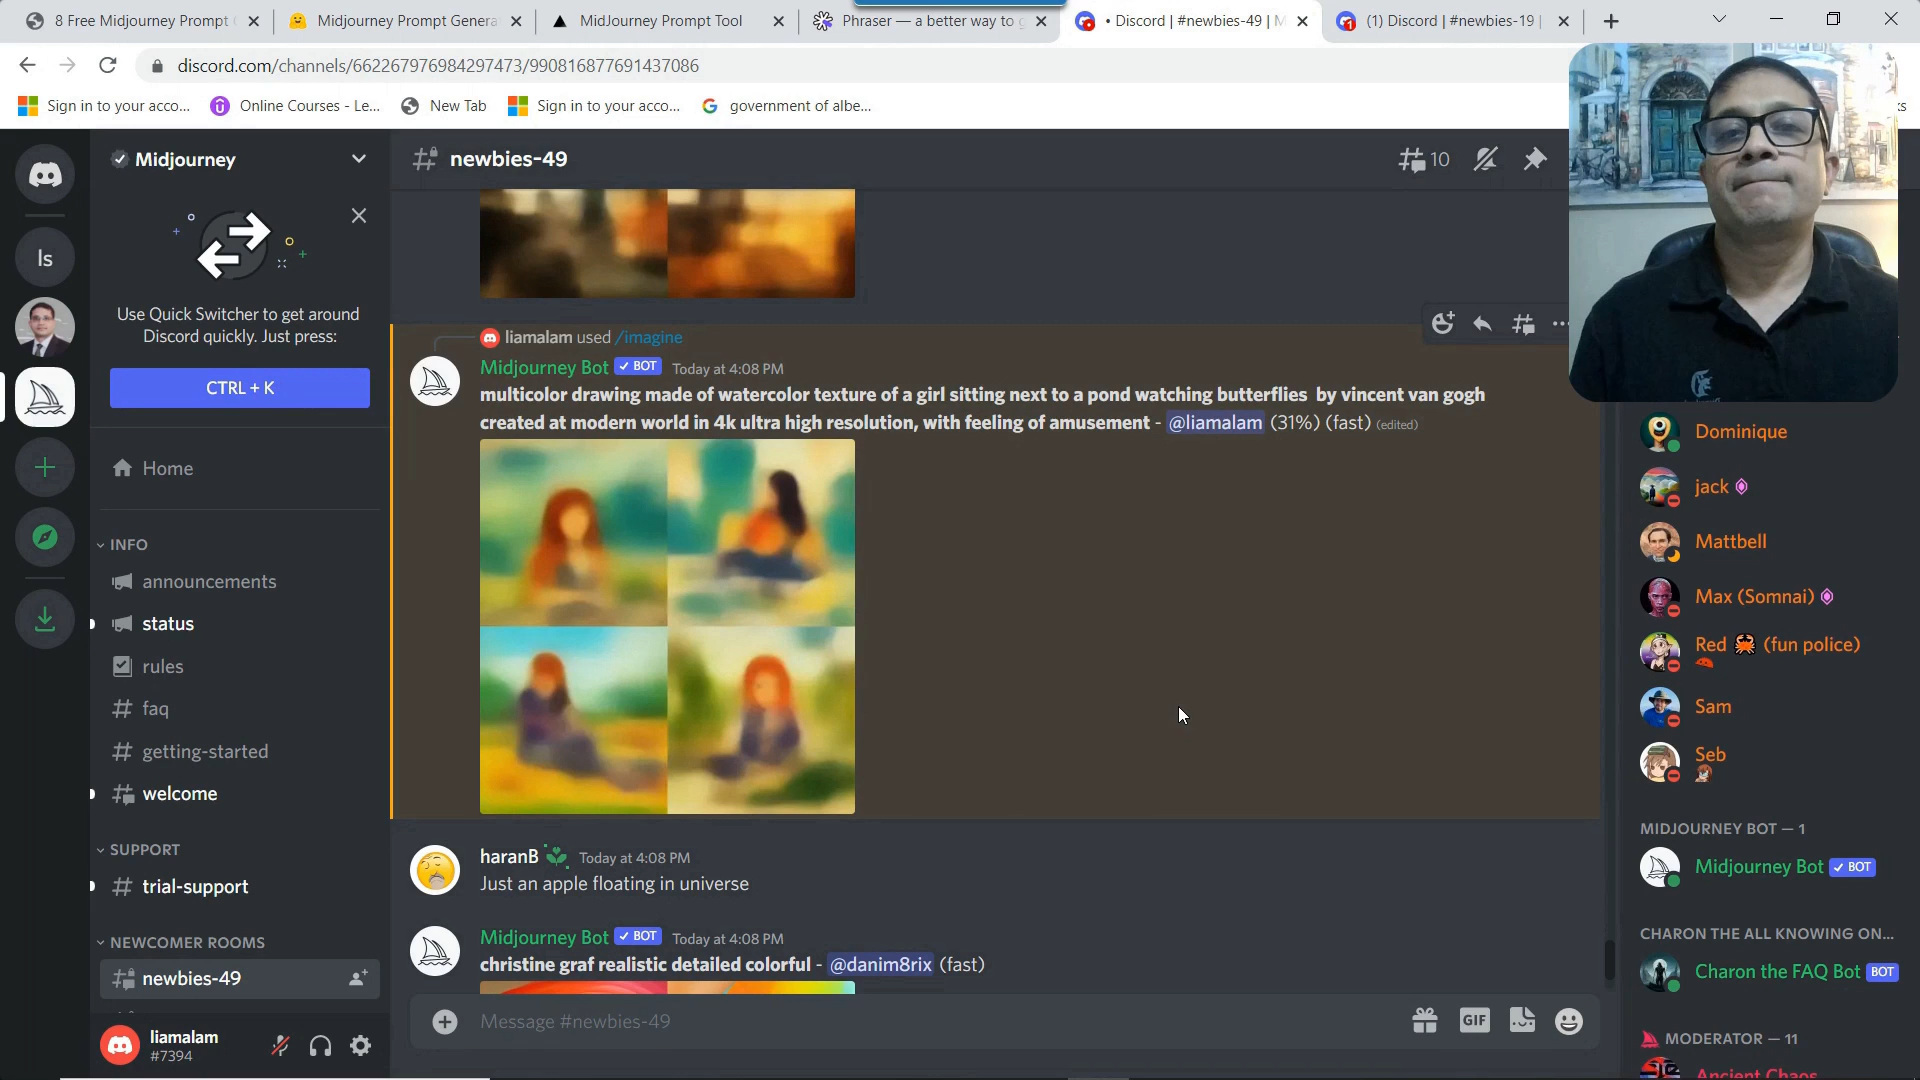 8 Free Midjourney Prompt
Midjourney Prompt Genera
MidJourney Prompt Tool
Phraser — a better way to g
• Discord | #newbies-49 | M
(1) Discord | #newbies-19 |
discord.com/channels/662267976984297473/990816877691437086
Sign in to your acco...
Online Courses - Le...
New Tab
Sign in to your acco...
government of albe...
Midjourney
newbies-49
10
Is
Use Quick Switcher to get around
Discord quickly. Just press:
CTRL + K
Home
INFO
announcements
status
rules
faq
getting-started
welcome
SUPPORT
trial-support
NEWCOMER ROOMS
newbies-49
liamalam
#7394
liamalam used /imagine
Midjourney Bot BOT Today at 4:08 PM
multicolor drawing made of watercolor texture of a girl sitting next to a pond watching butterflies by vincent van gogh
created at modern world in 4k ultra high resolution, with feeling of amusement - @liamalam (31%) (fast) (edited)
haranB Today at 4:08 PM
Just an apple floating in universe
Midjourney Bot BOT Today at 4:08 PM
christine graf realistic detailed colorful - @danim8rix (fast)
Message #newbies-49
GIF
Dominique
jack
Mattbell
Max (Somnai)
Red (fun police)
Sam
Seb
MIDJOURNEY BOT — 1
Midjourney Bot BOT
CHARON THE ALL KNOWING ON...
Charon the FAQ Bot BOT
MODERATOR — 11
Ancient Chaos